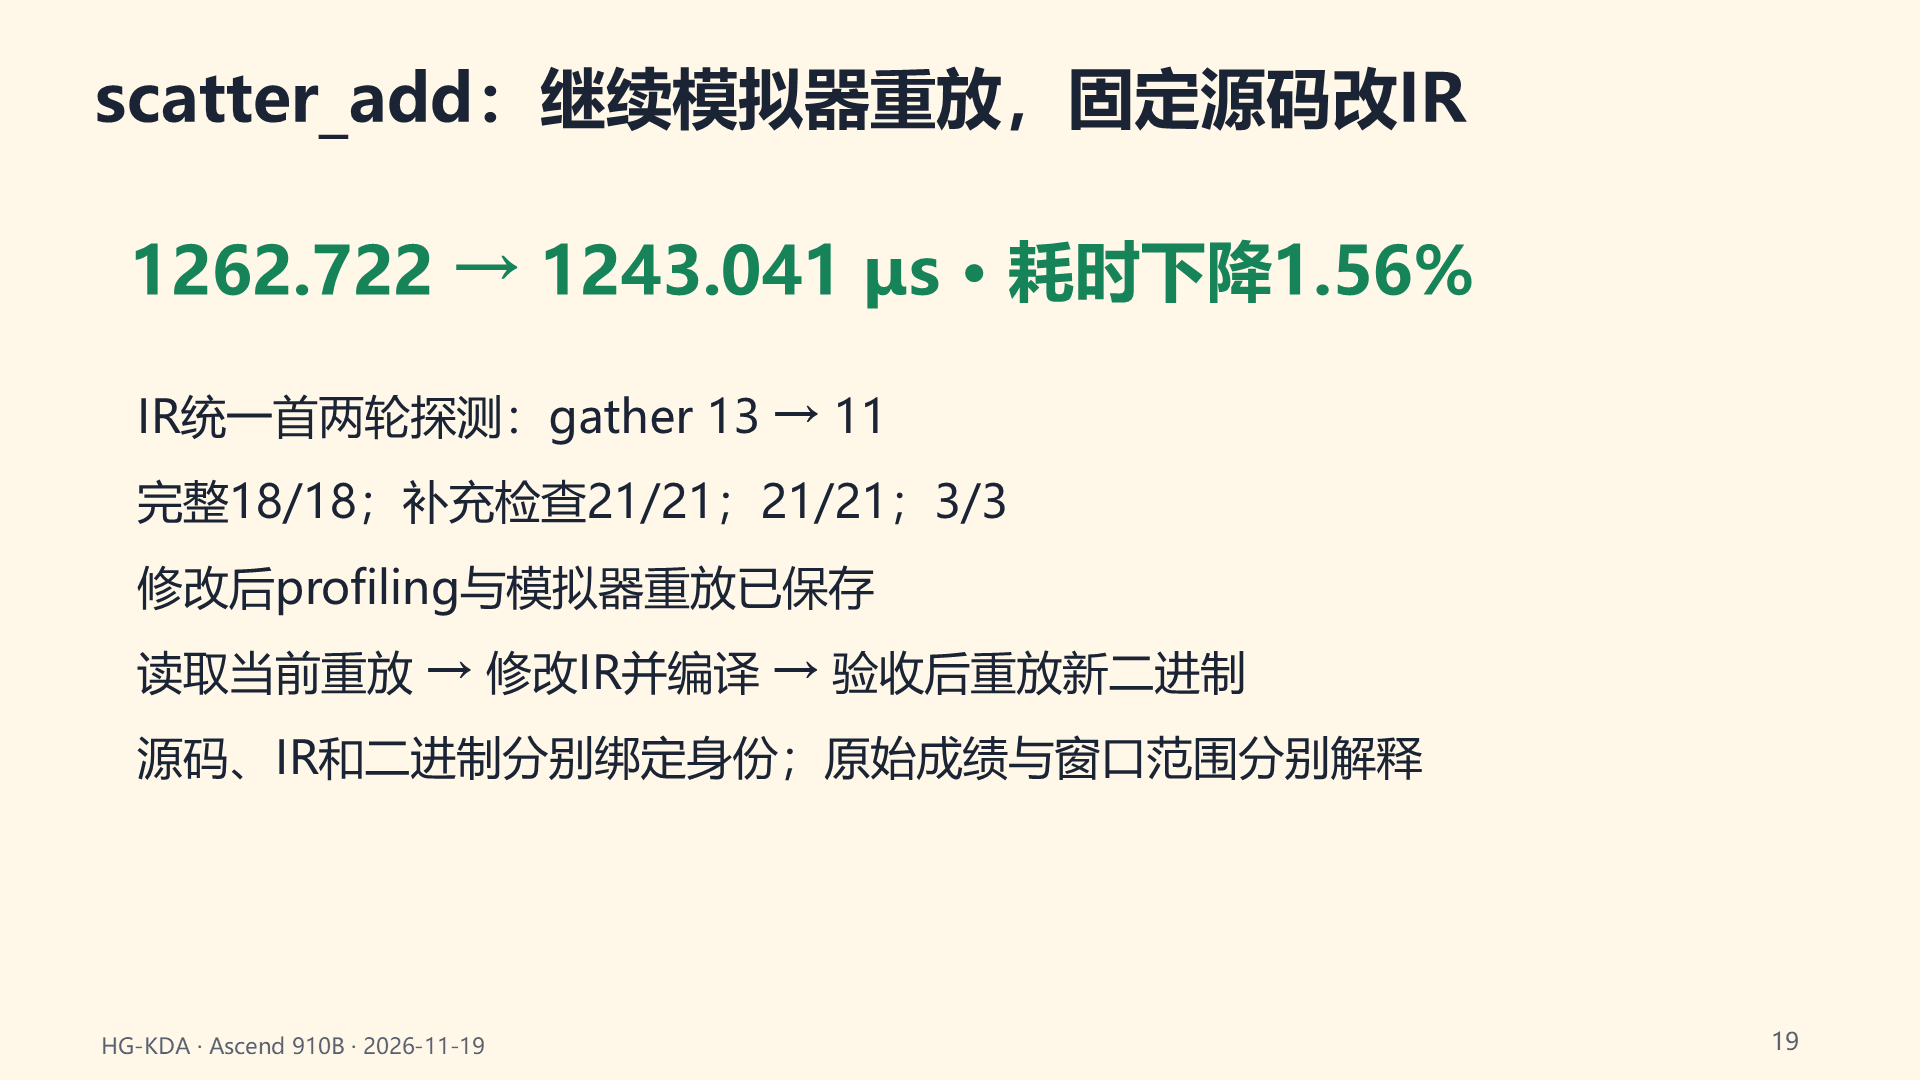 scatter_add：继续模拟器重放，固定源码改IR
1262.722 → 1243.041 μs • 耗时下降1.56%
IR统一首两轮探测：gather 13 → 11
完整18/18；补充检查21/21；21/21；3/3
修改后profiling与模拟器重放已保存
读取当前重放 → 修改IR并编译 → 验收后重放新二进制
源码、IR和二进制分别绑定身份；原始成绩与窗口范围分别解释
HG-KDA · Ascend 910B · 2026-11-19
19